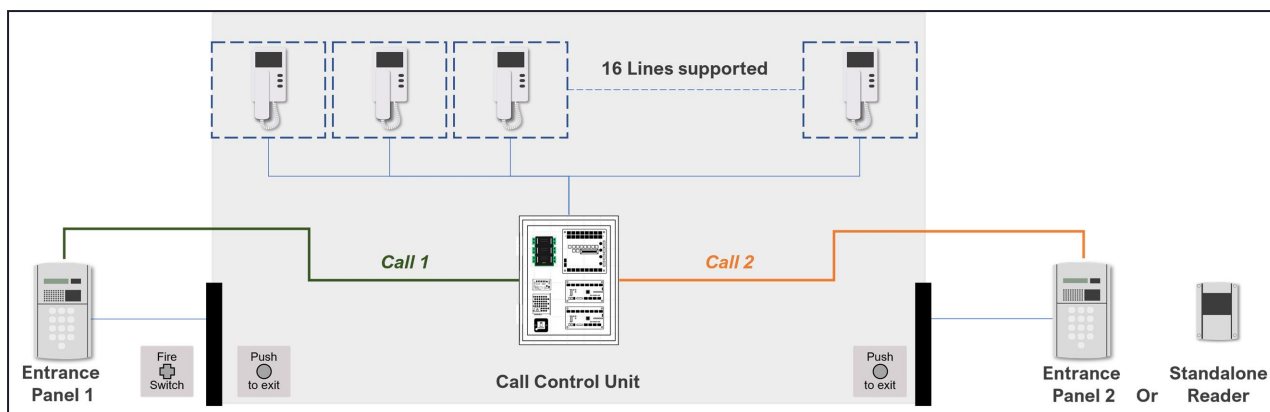 16 Lines supported
Call 1
Call 2
Entrance
Panel 1
Fire
Switch
Push
to exit
Call Control Unit
Push
to exit
Entrance
Panel 2
Or
Standalone
Reader